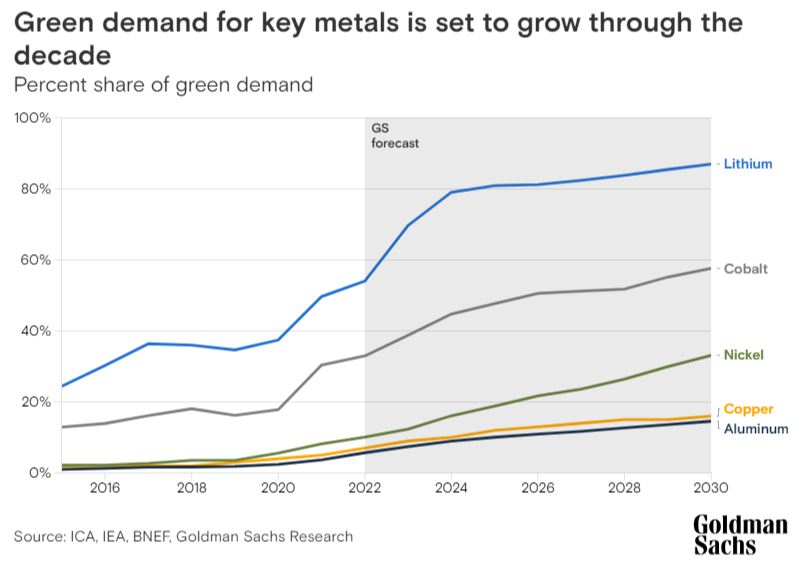 Green demand for key metals is set to grow through the
decade
Percent share of green demand
100%
GS
forecast
Lithium
80%
60%
Cobalt
40%
Nickel
20%
Copper
Aluminum
0%
2016 2018 2020 2022 2024 2026 2028 2030
Source: ICA, IEA, BNEF, Goldman Sachs Research
Goldman
Sachs